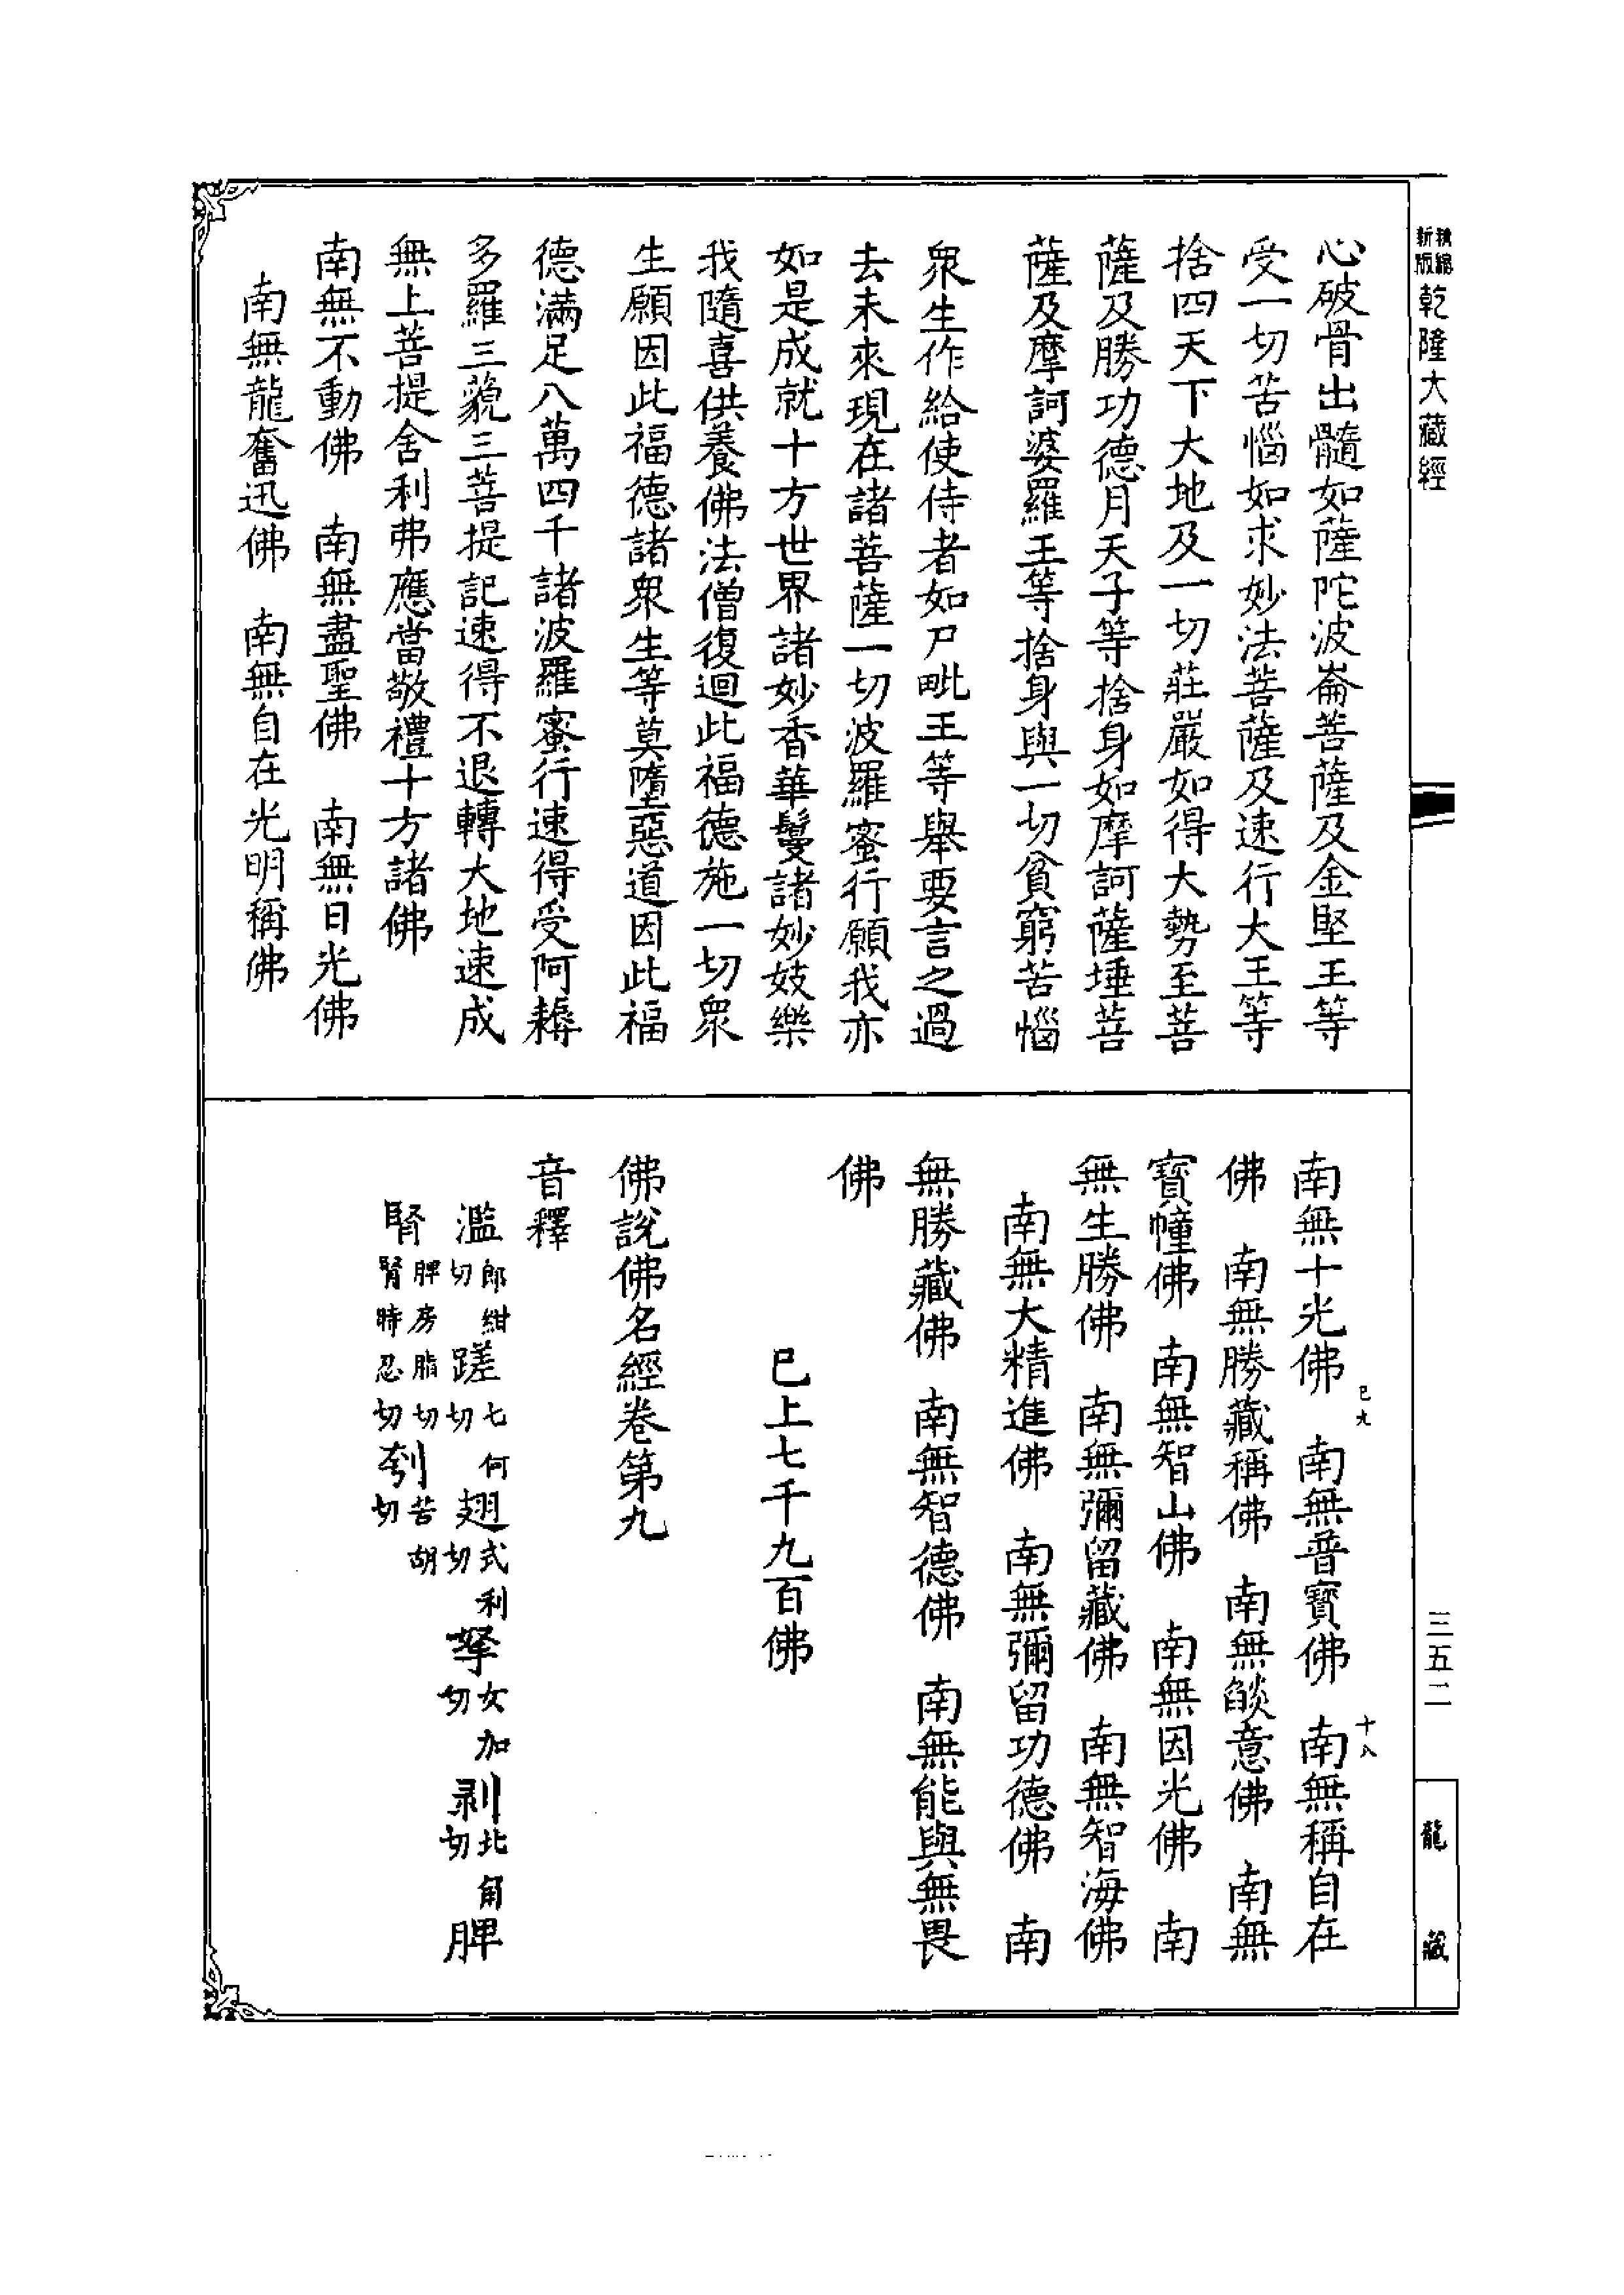 新版精縮乾隆大藏經
心破骨出髓如薩陀波崙菩薩及金堅王等
受一切苦惱如求妙法菩薩及速行大王等
捨四天下大地及一切莊嚴如得大勢至菩
薩及勝功德月天子等捨身如摩訶薩埵菩
薩及摩訶婆羅王等捨身與一切貧窮苦惱
眾生作給使侍者如尸毗王等舉要言之過
去未來現在諸菩薩一切波羅蜜行願我亦
如是成就十方世界諸妙香華鬘諸妙妓樂
我隨喜供養佛法僧復迴此福德施一切眾
生願因此福德諸眾生等莫墮惡道因此福
德滿足八萬四千諸波羅蜜行速得受阿耨
多羅三藐三菩提記速得不退轉大地速成
無上菩提舍利弗應當敬禮十方諸佛
南無不動佛　南無盡聖佛　南無日光佛
南無龍奮迅佛　南無自在光明稱佛
南無十光佛　南無普寶佛　南無稱自在
佛　南無勝藏稱佛　南無燄意佛　南無
寶幢佛　南無智山佛　南無因光佛　南
無生勝佛　南無彌留藏佛　南無智海佛
南無大精進佛　南無彌留功德佛　南
無勝藏佛　南無智德佛　南無能與無畏
佛
已上七千九百佛
佛說佛名經卷第九
音釋
濫郎紺切蹉七何切翅式利切拏女加切剥北角切脾
腎脾房脂切腎時忍切刳苦胡切
已九
十八
三五二
龍藏